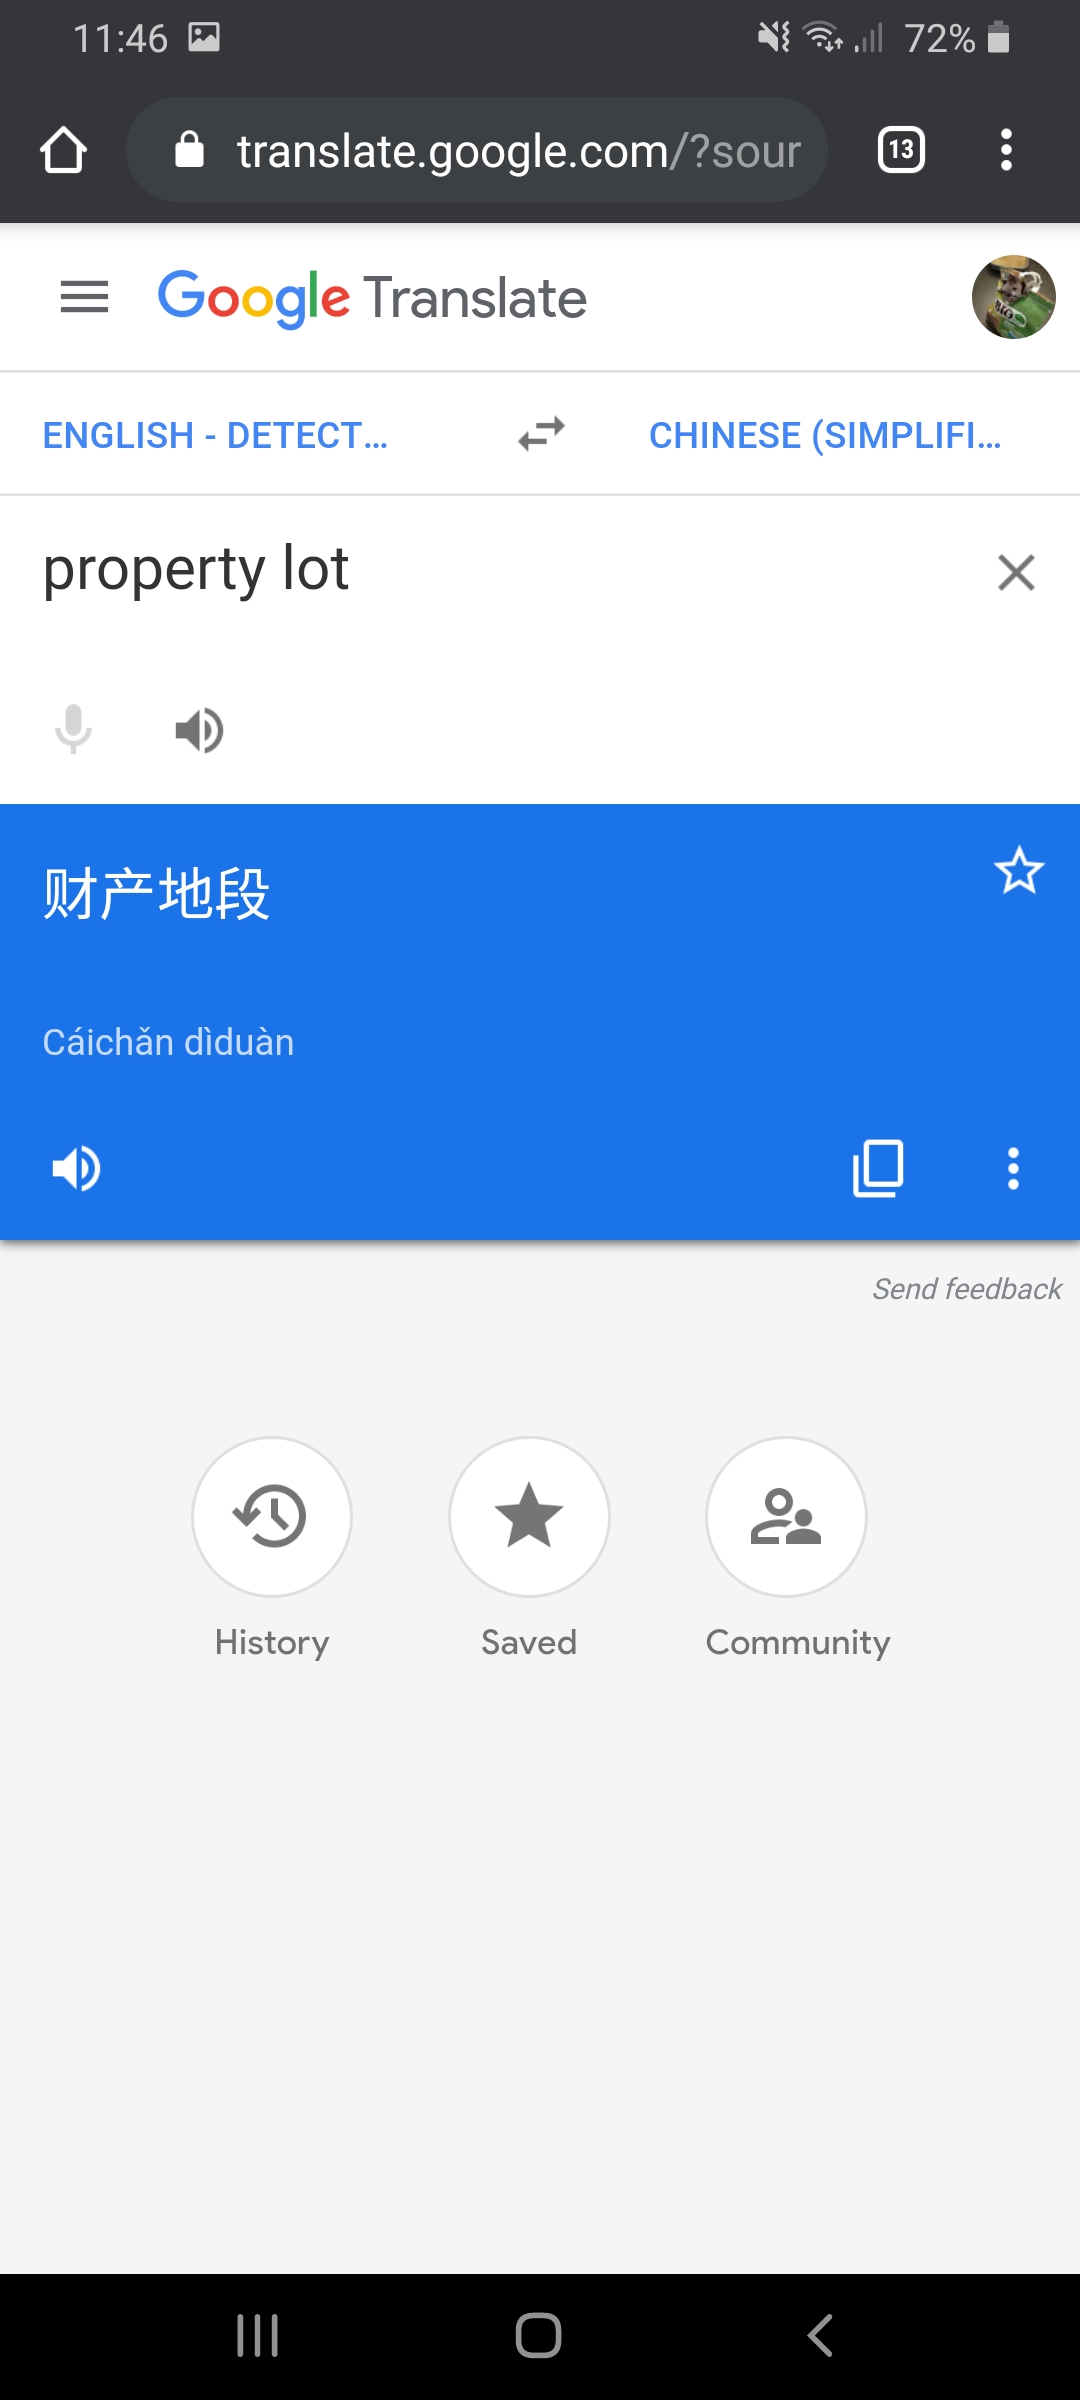 11:46 72%
translate.google.com/?sour 13
Google Translate
ENGLISH - DETECT... CHINESE (SIMPLIFI...
property lot
财产地段
Cáichǎn dìduàn
Send feedback
History Saved Community